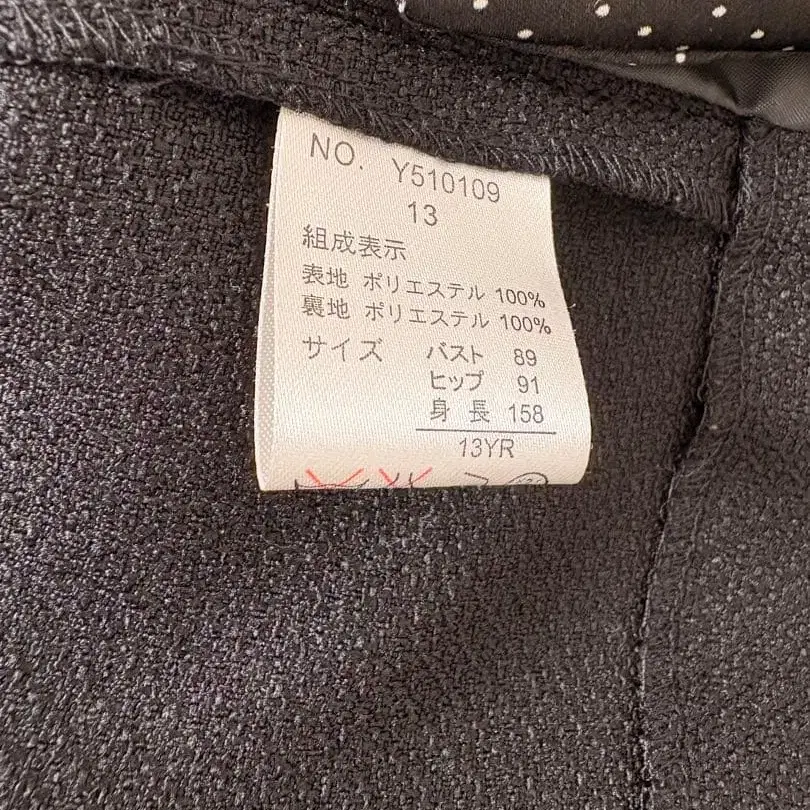 NO. Y510109
13
組成表示
表地 ポリエステル 100%
裏地 ポリエステル 100%
サイズ バスト 89
ヒップ 91
身長 158
13YR